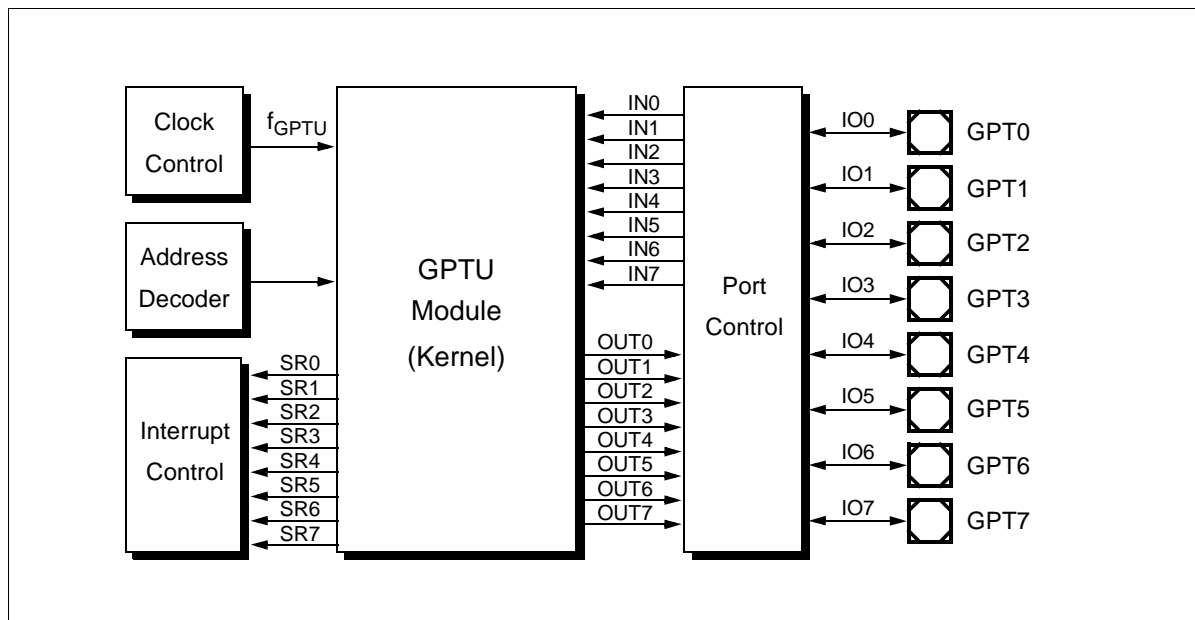 Clock
Control
fGPTU
Address
Decoder
Interrupt
Control
SR0
SR1
SR2
SR3
SR4
SR5
SR6
SR7
GPTU
Module
(Kernel)
IN0
IN1
IN2
IN3
IN4
IN5
IN6
IN7
OUT0
OUT1
OUT2
OUT3
OUT4
OUT5
OUT6
OUT7
Port
Control
IO0
IO1
IO2
IO3
IO4
IO5
IO6
IO7
GPT0
GPT1
GPT2
GPT3
GPT4
GPT5
GPT6
GPT7